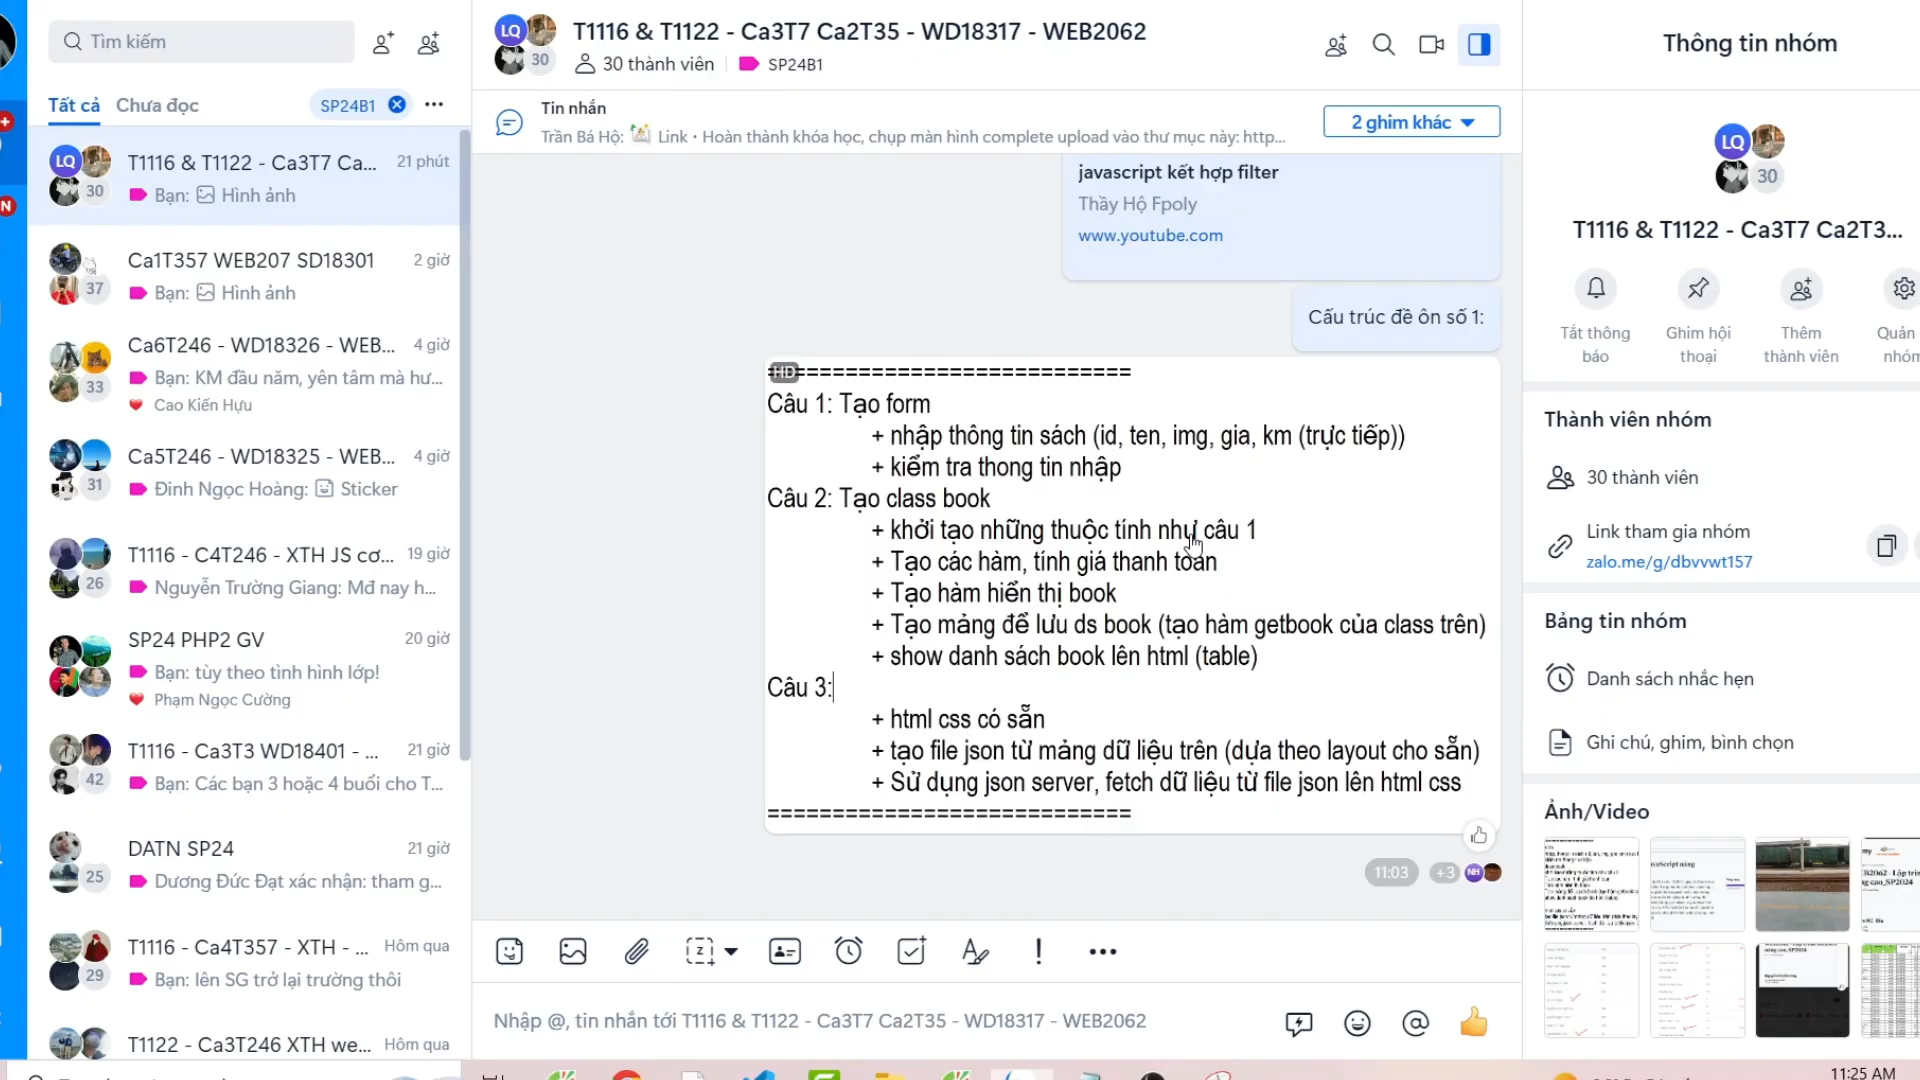 Tìm kiếm
Tất cả
Chưa đọc
SP24B1
LQ
30
T1116 & T1122 - Ca3T7 Ca...
21 phút
Bạn: Hình ảnh
37
Ca1T357 WEB207 SD18301
2 giờ
Bạn: Hình ảnh
33
Ca6T246 - WD18326 - WEB...
4 giờ
Bạn: KM đầu năm, yên tâm mà hư...
Cao Kiến Hựu
31
Ca5T246 - WD18325 - WEB...
4 giờ
Đinh Ngọc Hoàng: Sticker
26
T1116 - C4T246 - XTH JS cơ...
19 giờ
Nguyễn Trường Giang: Mđ nay h...
SP24 PHP2 GV
20 giờ
Bạn: tùy theo tình hình lớp!
Phạm Ngọc Cường
42
T1116 - Ca3T3 WD18401 - ...
21 giờ
Bạn: Các bạn 3 hoặc 4 buổi cho T...
25
DATN SP24
21 giờ
Dương Đức Đạt xác nhận: tham g...
29
T1116 - Ca4T357 - XTH - ...
Hôm qua
Bạn: lên SG trở lại trường thôi
T1122 - Ca3T246 XTH we...
Hôm qua
N
LQ
30
T1116 & T1122 - Ca3T7 Ca2T35 - WD18317 - WEB2062
30 thành viên
SP24B1
Tin nhắn
Trần Bá Hộ: Link • Hoàn thành khóa học, chụp màn hình complete upload vào thư mục này: http...
2 ghim khác
javascript kết hợp filter
Thầy Hộ Fpoly
www.youtube.com
Cấu trúc đề ôn số 1:
HD
===========================
Câu 1: Tạo form
+ nhập thông tin sách (id, ten, img, gia, km (trực tiếp))
+ kiểm tra thong tin nhập
Câu 2: Tạo class book
+ khởi tạo những thuộc tính như câu 1
+ Tạo các hàm, tính giá thanh toán
+ Tạo hàm hiển thị book
+ Tạo mảng để lưu ds book (tạo hàm getbook của class trên)
+ show danh sách book lên html (table)
Câu 3:
+ html css có sẵn
+ tạo file json từ mảng dữ liệu trên (dựa theo layout cho sẵn)
+ Sử dụng json server, fetch dữ liệu từ file json lên html css
============================
11:03
+3
NH
Nhập @, tin nhắn tới T1116 & T1122 - Ca3T7 Ca2T35 - WD18317 - WEB2062
Thông tin nhóm
LQ
30
T1116 & T1122 - Ca3T7 Ca2T3...
Tắt thông báo
Ghim hội thoại
Thêm thành viên
Quản nhóm
Thành viên nhóm
30 thành viên
Link tham gia nhóm
zalo.me/g/dbvvwt157
Bảng tin nhóm
Danh sách nhắc hẹn
Ghi chú, ghim, bình chọn
Ảnh/Video
11:25 AM